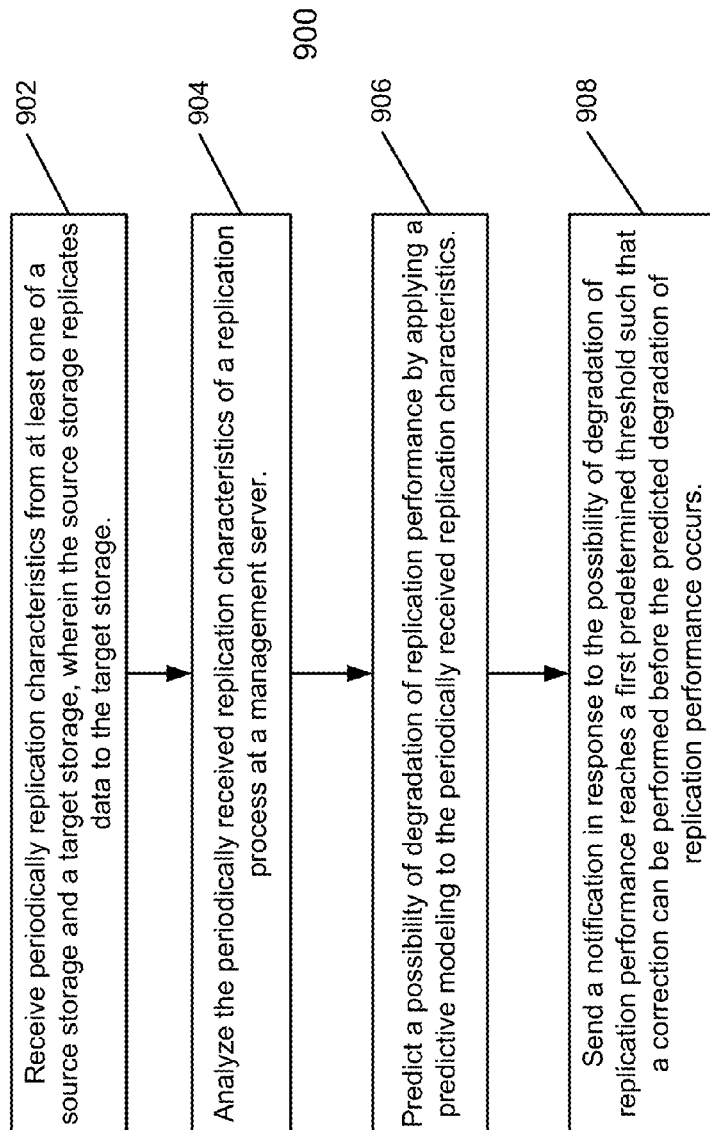 902
Receive periodically replication characteristics from at least one of a
source storage and a target storage, wherein the source storage replicates
data to the target storage.
904
Analyze the periodically received replication characteristics of a replication
process at a management server.
900
906
Predict a possibility of degradation of replication performance by applying a
predictive modeling to the periodically received replication characteristics.
908
Send a notification in response to the possibility of degradation of
replication performance reaches a first predetermined threshold such that
a correction can be performed before the predicted degradation of
replication performance occurs.